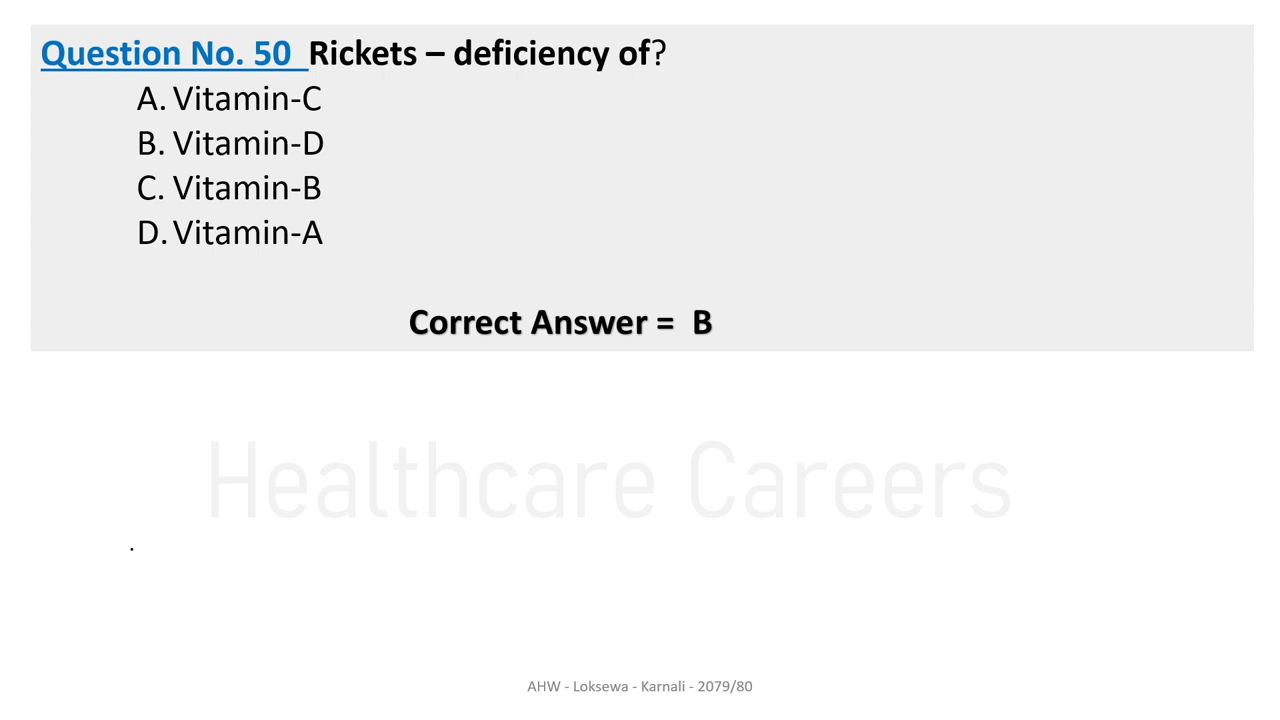 Question No. 50 Rickets – deficiency of?
A. Vitamin-C
B. Vitamin-D
C. Vitamin-B
D. Vitamin-A
Correct Answer = B
Healthcare Careers
.
AHW - Loksewa - Karnali - 2079/80